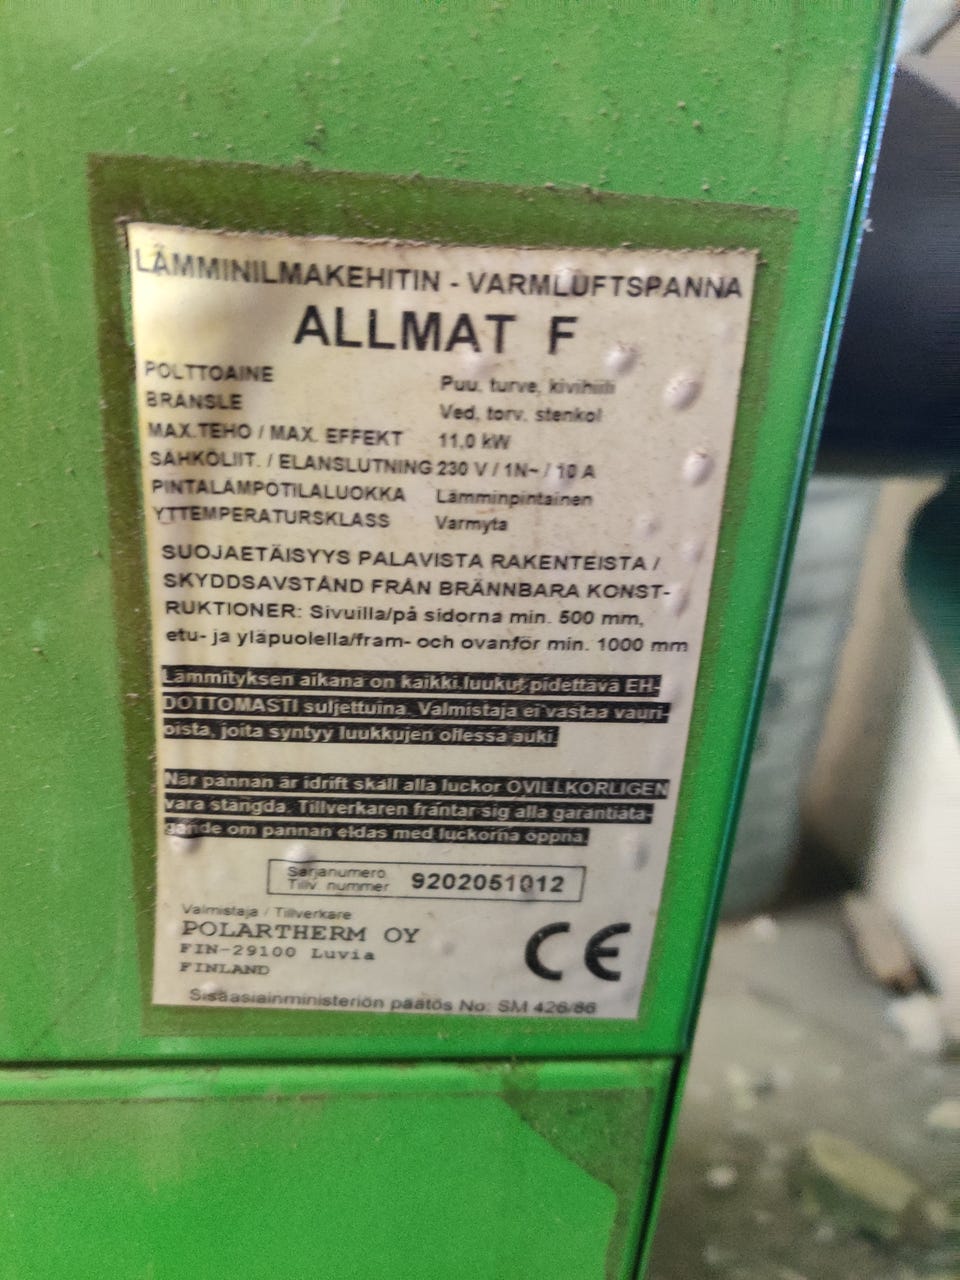 LÄMMINILMAKEHITIN - VARMLUFTSPANNA
ALLMAT F
POLTTOAINE Puu, turve, kivihiili
BRÄNSLE Ved, torv, stenkol
MAX.TEHO / MAX. EFFEKT 11,0 kW
SÄHKÖLIIT. / ELANSLUTNING 230 V / 1N~ / 10 A
PINTALÄMPÖTILALUOKKA Lämminpintainen
YTTEMPERATURSKLASS Varmyta
SUOJAETÄISYYS PALAVISTA RAKENTEISTA /
SKYDDSAVSTÅND FRÅN BRÄNNBARA KONST-
RUKTIONER: Sivuilla/på sidorna min. 500 mm,
etu- ja yläpuolella/fram- och ovanför min. 1000 mm
Lämmityksen aikana on kaikki luukut pidettävä EH-
DOTTOMASTI suljettuina. Valmistaja ei vastaa vauri-
oista, joita syntyy luukkujen ollessa auki.
När pannan är idrift skall alla luckor OVILLKORLIGEN
vara stängda. Tillverkaren fråntar sig alla garantiåta-
gande om pannan eldas med luckorna öppna.
Sarjanumero
Tillv. nummer 9202051012
Valmistaja / Tillverkare
POLARTHERM OY
FIN-29100 Luvia
FINLAND
CE
Sisäasiainministeriön päätös No: SM 426/86